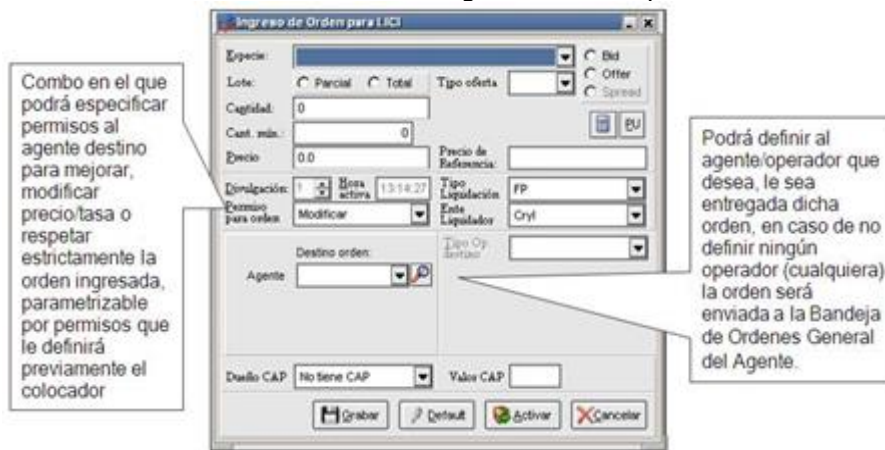 Ingreso de Orden para LICI
Especie:
Bid
Offer
Spread
Lote: Parcial Total Tipo oferta
Cantidad: 0
Cant. min.: 0
PU
Precio 0.0 Precio de Referencia:
Divulgación: 1 Hora activa 13:14:27 Tipo Liquidación FP
Permiso para orden Modificar Ente Liquidador Cryl
Destino orden: Tipo Op. destino
Agente
Dueño CAP No tiene CAP Valor CAP
Grabar Default Activar Cancelar
Combo en el que
podrá especificar
permisos al
agente destino
para mejorar,
modificar
precio/tasa o
respetar
estrictamente la
orden ingresada,
parametrizable
por permisos que
le definirá
previamente el
colocador
Podrá definir al
agente/operador que
desea, le sea
entregada dicha
orden, en caso de no
definir ningún
operador (cualquiera)
la orden será
enviada a la Bandeja
de Ordenes General
del Agente.